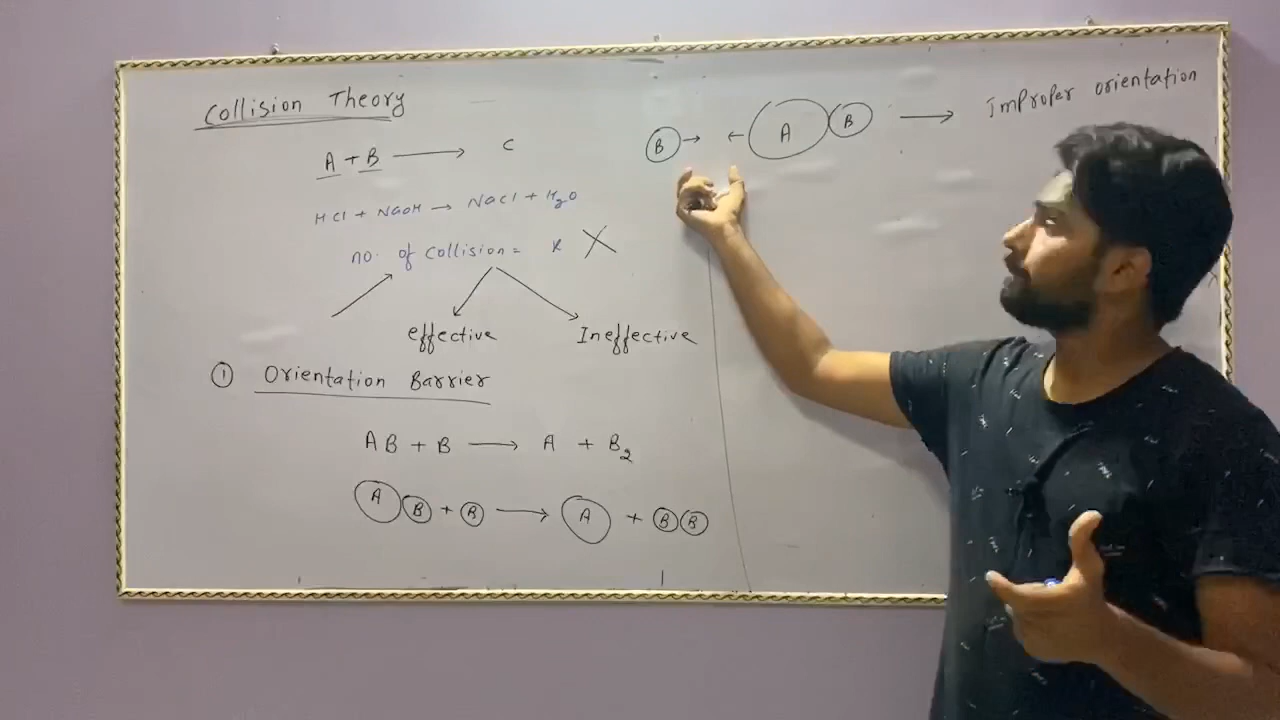 Collision Theory
A + B → C
HCl + NaOH → NaCl + H₂O
no. of collision = K X
effective Ineffective
① Orientation Barrier
AB + B → A + B₂
A B + B → A + B B
B → ← A B → Improper orientation